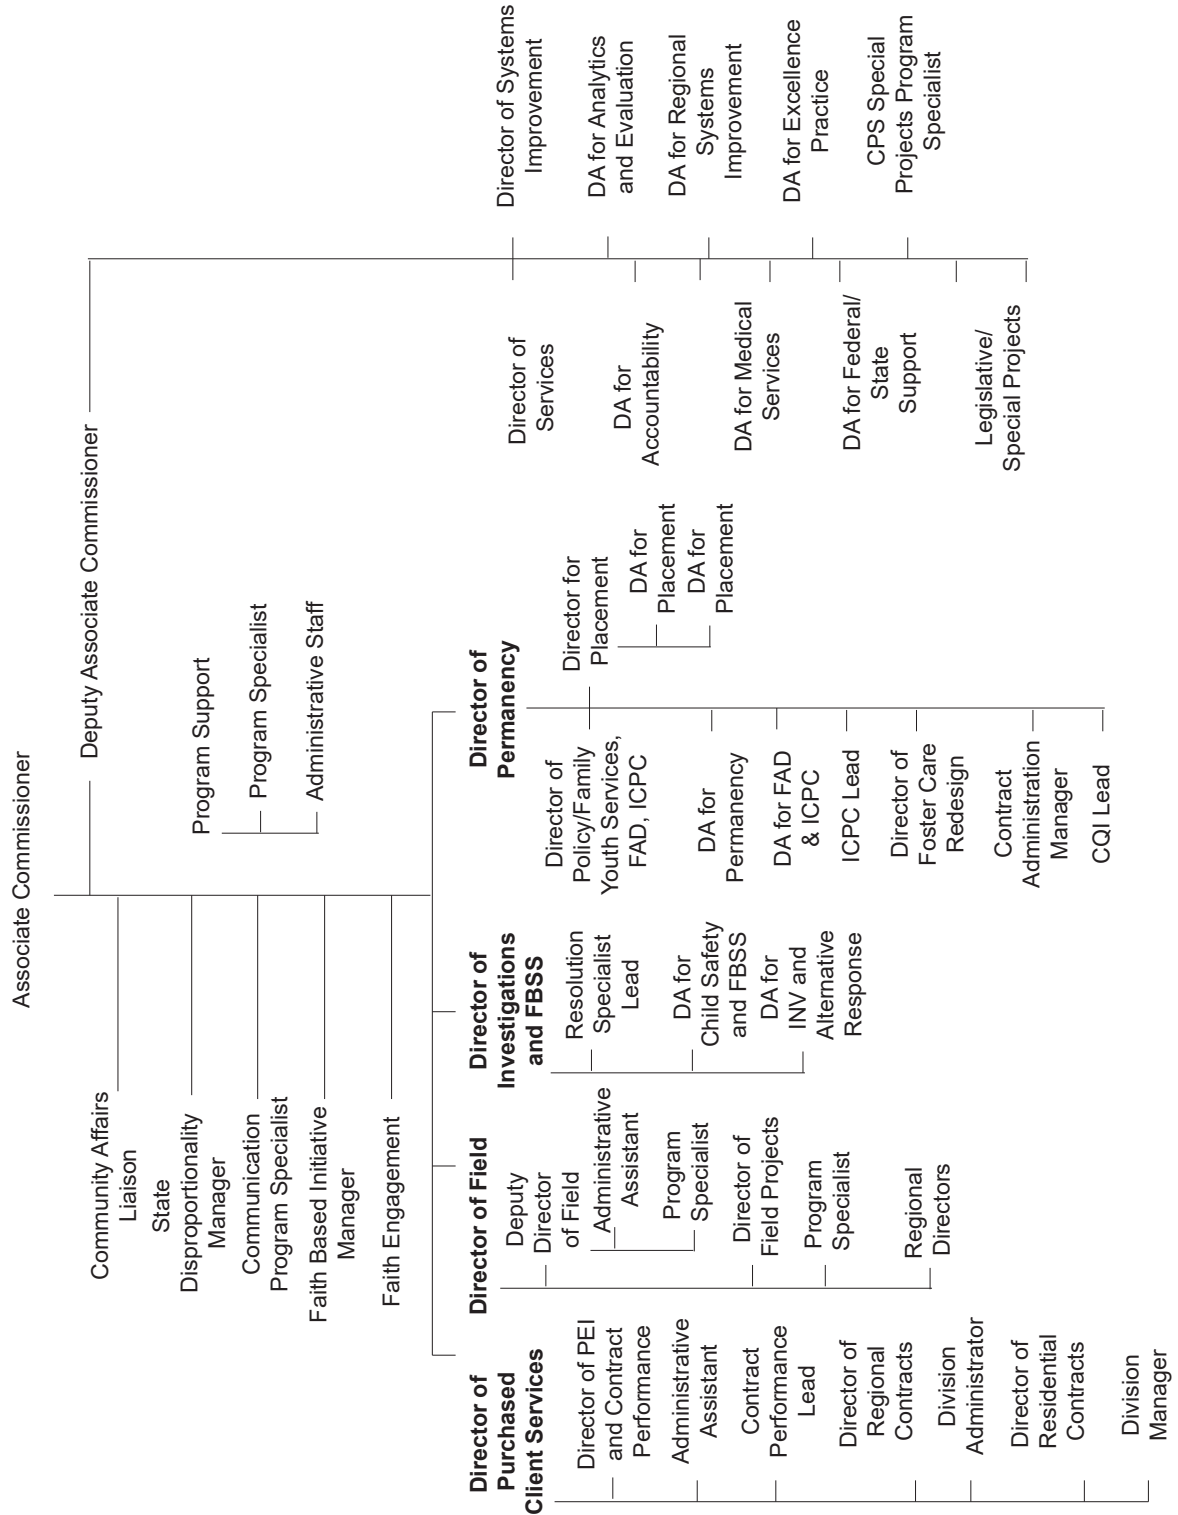 Associate Commissioner
Deputy Associate Commissioner
Community Affairs
Liaison
State
Disproportionality
Manager
Communication
Program Specialist
Faith Based Initiative
Manager
Faith Engagement
Program Support
Program Specialist
Administrative Staff
Director of
Purchased
Client Services
Director of PEI
and Contract
Performance
Administrative
Assistant
Contract
Performance
Lead
Director of
Regional
Contracts
Division
Administrator
Director of
Residential
Contracts
Division
Manager
Director of Field
Deputy
Director
of Field
Administrative
Assistant
Program
Specialist
Director of
Field Projects
Program
Specialist
Regional
Directors
Director of
Investigations
and FBSS
Resolution
Specialist
Lead
DA for
Child Safety
and FBSS
DA for
INV and
Alternative
Response
Director of
Permanency
Director of
Policy/Family
Youth Services,
FAD, ICPC
DA for
Permanency
DA for FAD
& ICPC
ICPC Lead
Director of
Foster Care
Redesign
Contract
Administration
Manager
CQI Lead
Director for
Placement
DA for
Placement
DA for
Placement
Director of
Services
DA for
Accountability
DA for Medical
Services
DA for Federal/
State
Support
Legislative/
Special Projects
Director of Systems
Improvement
DA for Analytics
and Evaluation
DA for Regional
Systems
Improvement
DA for Excellence
Practice
CPS Special
Projects Program
Specialist